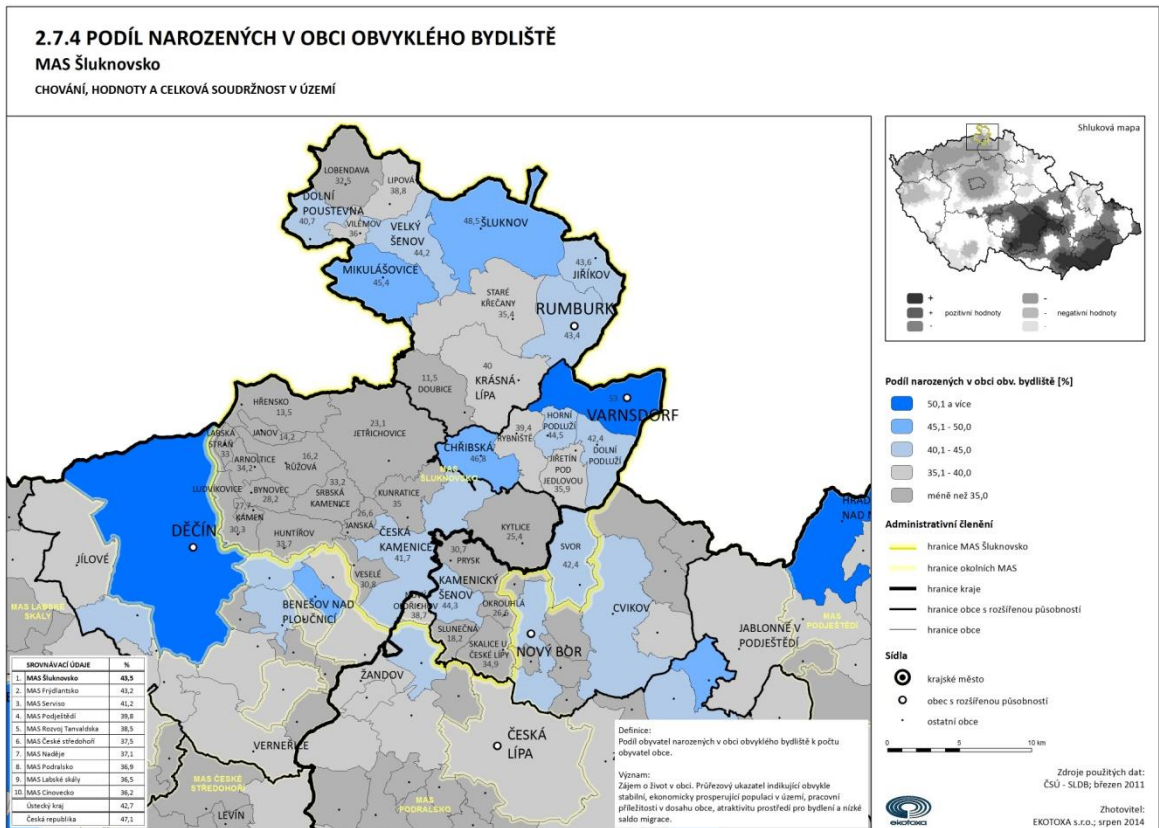 2.7.4 PODÍL NAROZENÝCH V OBCI OBVYKLÉHO BYDLIŠTĚ
MAS Šluknovsko
CHOVÁNÍ, HODNOTY A CELKOVÁ SOUDRŽNOST V ÚZEMÍ
Shluková mapa
+
+ pozitivní hodnoty
-
- negativní hodnoty
-
LOBENDAVA
32,5
LIPOVÁ
38,8
DOLNÍ
POUSTEVNA
40,7
VILÉMOV
36
VELKÝ
ŠENOV
44,2
48,5 ŠLUKNOV
MIKULÁŠOVICE
45,4
43,6
JIŘÍKOV
STARÉ
KŘEČANY
35,4
RUMBURK
43,4
40
KRÁSNÁ
LÍPA
11,5
DOUBICE
53
VARNSDORF
HORNÍ
PODLUŽÍ
44,5
39,4
RYBNIŠTĚ
42,4
DOLNÍ
PODLUŽÍ
JIŘETÍN POD
JEDLOVOU
35,9
CHŘIBSKÁ
46,8
MAS
ŠLUKNOVSKO
HŘENSKO
13,5
23,1
JETŘICHOVICE
LABSKÁ
STRÁŇ
33
JANOV
14,2
16,2
RŮŽOVÁ
ARNOLTICE
34,2
LUDVÍKOVICE
27,7
BYNOVEC
28,2
33,2
SRBSKÁ
KAMENICE
KUNRATICE
35
KÁMEN
30,3
26,6
JANSKÁ
HUNTÍŘOV
33,7
ČESKÁ
KAMENICE
41,7
KYTLICE
25,4
DĚČÍN
JÍLOVÉ
VESELÉ
30,8
30,7
PRYSK
SVOR
42,4
KAMENICKÝ
ŠENOV
44,3
OLDŘICHOV
38,7
OKROUHLÁ
26,6
SLUNEČNÁ
18,2
SKALICE U
ČESKÉ LÍPY
34,9
NOVÝ BOR
CVIKOV
BENEŠOV NAD
PLOUČNICÍ
MAS LABSKÉ
SKÁLY
HRÁD
NAD N
MAS
PODJEŠTĚDÍ
JABLONNÉ V
PODJEŠTĚDÍ
ŽANDOV
VERNEŘICE
ČESKÁ
LÍPA
MAS ČESKÉ
STŘEDOHOŘÍ
MAS
PODRALSKO
LEVÍN
SROVNÁVACÍ ÚDAJE %
1. MAS Šluknovsko 43,5
2. MAS Frýdlantsko 43,2
3. MAS Serviso 41,2
4. MAS Podještědí 39,8
5. MAS Rozvoj Tanvaldska 38,5
6. MAS České středohoří 37,5
7. MAS Naděje 37,1
8. MAS Podralsko 36,9
9. MAS Labské skály 36,5
10. MAS Cínovecko 36,2
Ústecký kraj 42,7
Česká republika 47,1
Definice:
Podíl obyvatel narozených v obci obvyklého bydliště k počtu
obyvatel obce.
Význam:
Zájem o život v obci. Průřezový ukazatel indikující obvykle
stabilní, ekonomicky prosperující populaci v území, pracovní
příležitosti v dosahu obce, atraktivitu prostředí pro bydlení a nízké
saldo migrace.
Podíl narozených v obci obv. bydliště [%]
50,1 a více
45,1 - 50,0
40,1 - 45,0
35,1 - 40,0
méně než 35,0
Administrativní členění
hranice MAS Šluknovsko
hranice okolních MAS
hranice kraje
hranice obce s rozšířenou působností
hranice obce
Sídla
krajské město
obec s rozšířenou působností
ostatní obce
0 5 10 km
Zdroje použitých dat:
ČSÚ - SLDB; březen 2011
Zhotovitel:
EKOTOXA s.r.o.; srpen 2014
EKOTOXA